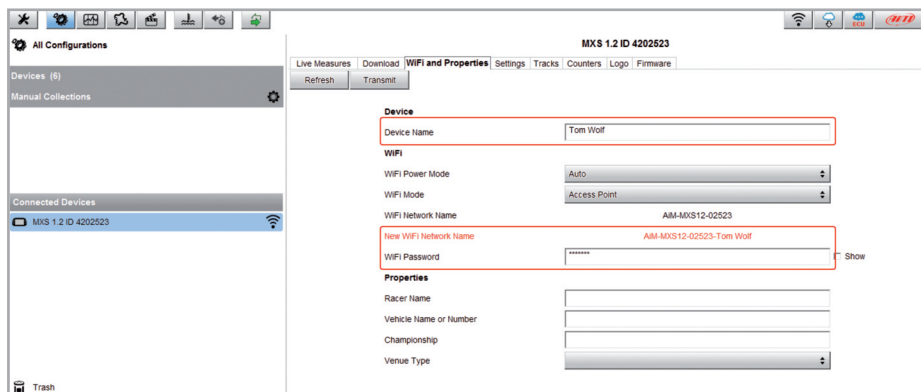 ECU
AiM
All Configurations
MXS 1.2 ID 4202523
Live Measures Download WiFi and Properties Settings Tracks Counters Logo Firmware
Devices (6)
Refresh Transmit
Manual Collections
Device
Device Name Tom Wolf
WiFi
WiFi Power Mode Auto
WiFi Mode Access Point
Connected Devices
WiFi Network Name AiM-MXS12-02523
MXS 1.2 ID 4202523
New WiFi Network Name AiM-MXS12-02523-Tom Wolf
WiFi Password ******* Show
Properties
Racer Name
Vehicle Name or Number
Championship
Venue Type
Trash